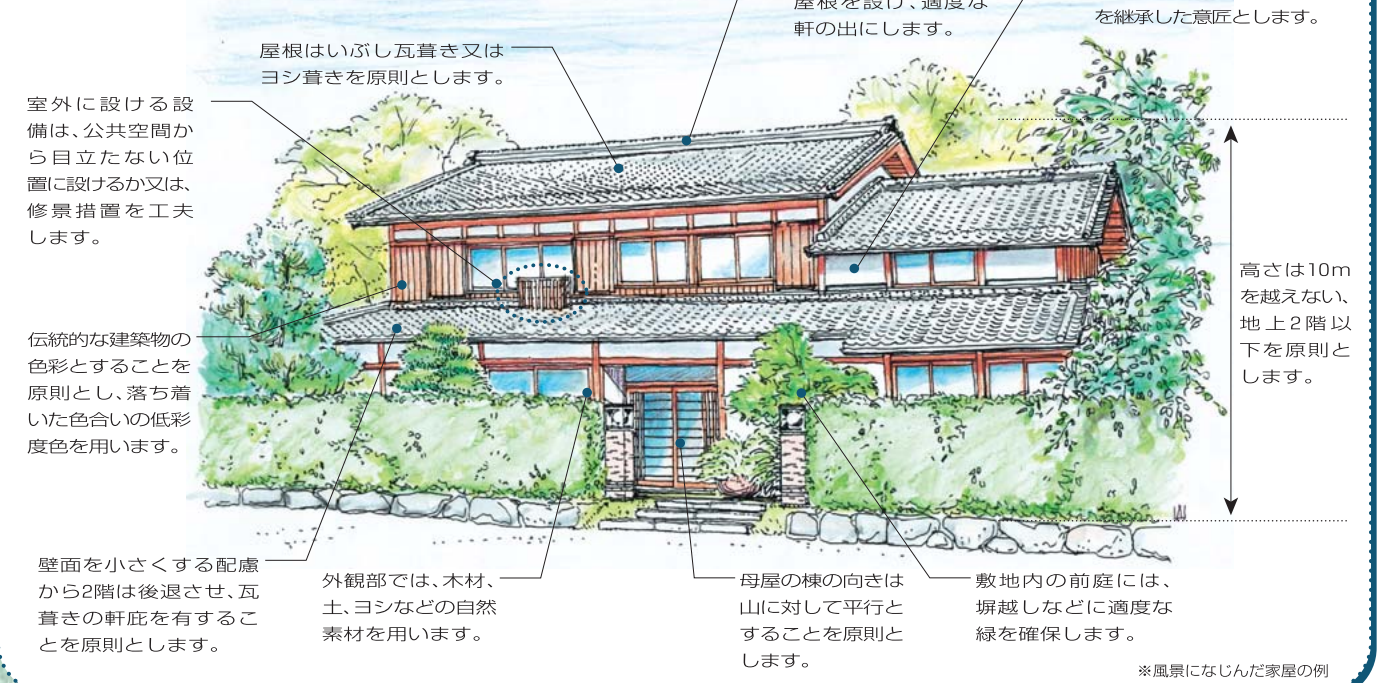 屋根を設け、適度な
軒の出にします。
を継承した意匠とします。
屋根はいぶし瓦葺き又は
ヨシ葺きを原則とします。
室外に設ける設
備は、公共空間か
ら目立たない位
置に設けるか又は、
修景措置を工夫
します。
高さは10m
を越えない、
地上2階以
下を原則と
します。
伝統的な建築物の
色彩とすることを
原則とし、落ち着
いた色合いの低彩
度色を用います。
壁面を小さくする配慮
から2階は後退させ、瓦
葺きの軒庇を有するこ
とを原則とします。
外観部では、木材、
土、ヨシなどの自然
素材を用います。
母屋の棟の向きは
山に対して平行と
することを原則と
します。
敷地内の前庭には、
塀越しなどに適度な
緑を確保します。
※風景になじんだ家屋の例